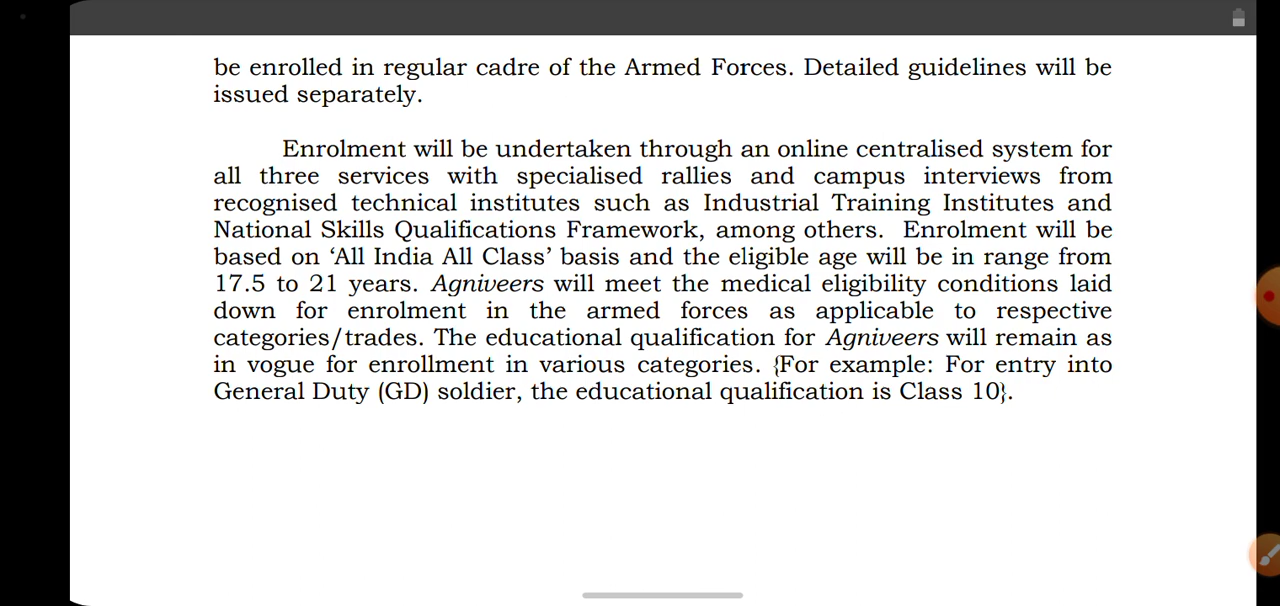 be enrolled in regular cadre of the Armed Forces. Detailed guidelines will be
issued separately.
Enrolment will be undertaken through an online centralised system for
all three services with specialised rallies and campus interviews from
recognised technical institutes such as Industrial Training Institutes and
National Skills Qualifications Framework, among others. Enrolment will be
based on ‘All India All Class’ basis and the eligible age will be in range from
17.5 to 21 years. Agniveers will meet the medical eligibility conditions laid
down for enrolment in the armed forces as applicable to respective
categories/trades. The educational qualification for Agniveers will remain as
in vogue for enrollment in various categories. {For example: For entry into
General Duty (GD) soldier, the educational qualification is Class 10}.